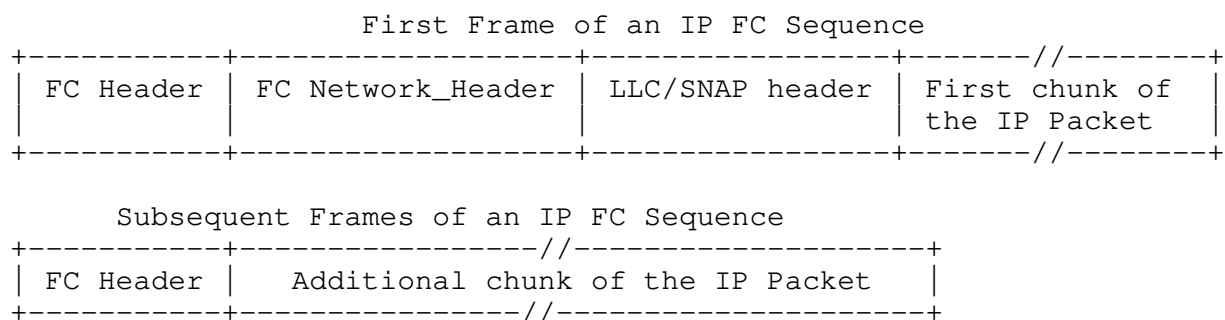 First Frame of an IP FC Sequence
+-----------+-------------------+-----------------+-------//--------+
| FC Header | FC Network_Header | LLC/SNAP header | First chunk of  |
|           |                   |                 | the IP Packet   |
+-----------+-------------------+-----------------+-------//--------+
Subsequent Frames of an IP FC Sequence
+-----------+-----------------//--------------------+
| FC Header |   Additional chunk of the IP Packet   |
+-----------+----------------//---------------------+